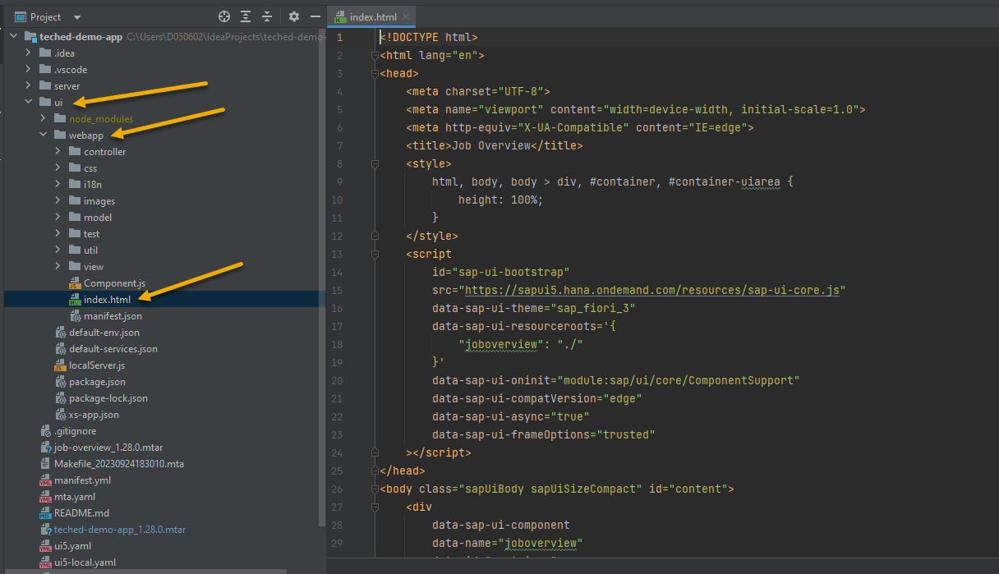 Project
teched-demo-app C:\Users\D050602\IdeaProjects\teched-demo-
.idea
.vscode
server
ui
node_modules
webapp
controller
css
i18n
images
model
test
util
view
Component.js
index.html
manifest.json
default-env.json
default-services.json
localServer.js
package.json
package-lock.json
xs-app.json
.gitignore
job-overview_1.28.0.mtar
Makefile_20230924183010.mta
manifest.yml
mta.yaml
README.md
teched-demo-app_1.28.0.mtar
ui5.yaml
ui5-local.yaml
index.html
1 <!DOCTYPE html>
2 <html lang="en">
3 <head>
4 <meta charset="UTF-8">
5 <meta name="viewport" content="width=device-width, initial-scale=1.0">
6 <meta http-equiv="X-UA-Compatible" content="IE=edge">
7 <title>Job Overview</title>
8 <style>
9 html, body, body > div, #container, #container-uiarea {
10 height: 100%;
11 }
12 </style>
13 <script
14 id="sap-ui-bootstrap"
15 src="https://sapui5.hana.ondemand.com/resources/sap-ui-core.js"
16 data-sap-ui-theme="sap_fiori_3"
17 data-sap-ui-resourceroots='{
18 "joboverview": "./"
19 }'
20 data-sap-ui-oninit="module:sap/ui/core/ComponentSupport"
21 data-sap-ui-compatVersion="edge"
22 data-sap-ui-async="true"
23 data-sap-ui-frameOptions="trusted"
24 ></script>
25 </head>
26 <body class="sapUiBody sapUiSizeCompact" id="content">
27 <div
28 data-sap-ui-component
29 data-name="joboverview"